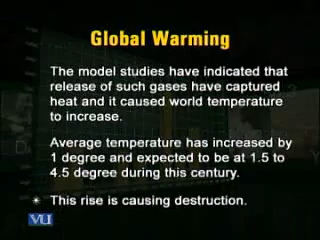 Global Warming
The model studies have indicated that
release of such gases have captured
heat and it caused world temperature
to increase.
Average temperature has increased by
1 degree and expected to be at 1.5 to
4.5 degree during this century.
✴ This rise is causing destruction.
VU